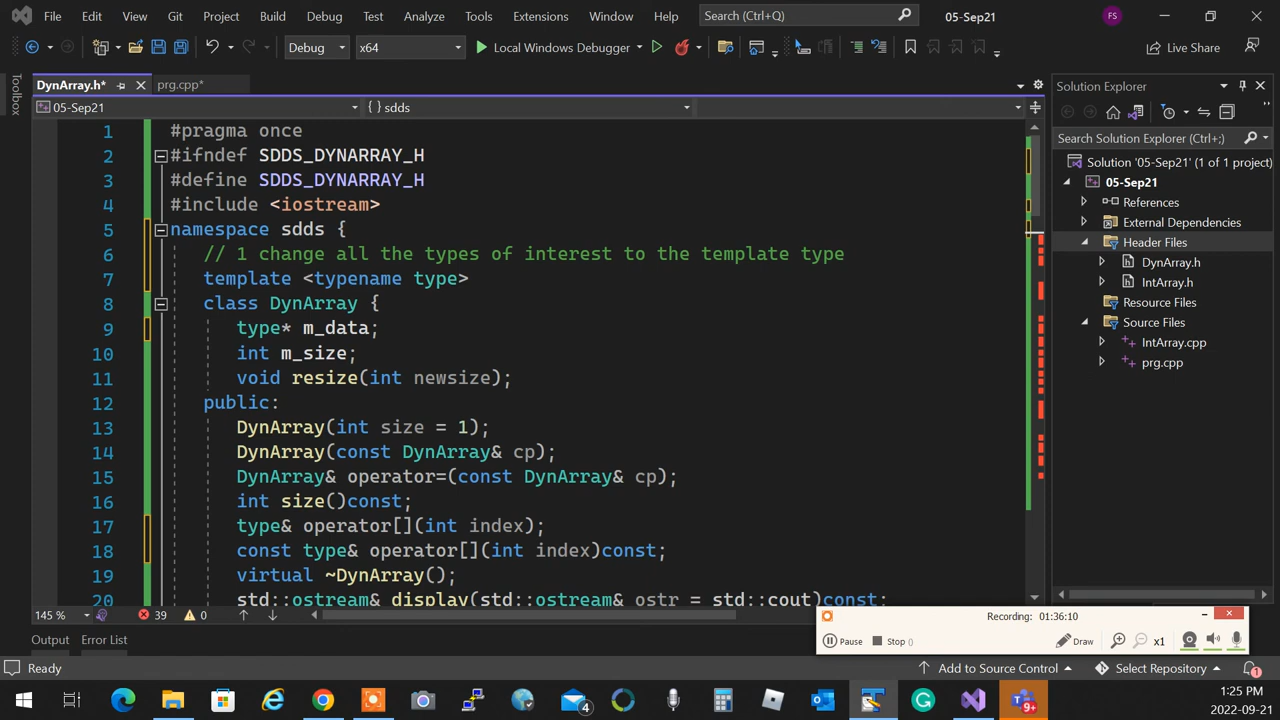 File Edit View Git Project Build Debug Test Analyze Tools Extensions Window Help Search (Ctrl+Q) 05-Sep21 FS
Debug x64 Local Windows Debugger Live Share
Toolbox
DynArray.h* prg.cpp*
05-Sep21 {} sdds
1 #pragma once
2 #ifndef SDDS_DYNARRAY_H
3 #define SDDS_DYNARRAY_H
4 #include <iostream>
5 namespace sdds {
6 // 1 change all the types of interest to the template type
7 template <typename type>
8 class DynArray {
9 type* m_data;
10 int m_size;
11 void resize(int newsize);
12 public:
13 DynArray(int size = 1);
14 DynArray(const DynArray& cp);
15 DynArray& operator=(const DynArray& cp);
16 int size()const;
17 type& operator[](int index);
18 const type& operator[](int index)const;
19 virtual ~DynArray();
20 std::ostream& display(std::ostream& ostr = std::cout)const;
145 % 39 0
Solution Explorer
Search Solution Explorer (Ctrl+;)
Solution '05-Sep21' (1 of 1 project)
05-Sep21
References
External Dependencies
Header Files
DynArray.h
IntArray.h
Resource Files
Source Files
IntArray.cpp
prg.cpp
Recording: 01:36:10
Pause Stop () Draw x1
Output Error List
Ready Add to Source Control Select Repository 1
4 9+ 1:25 PM
2022-09-21